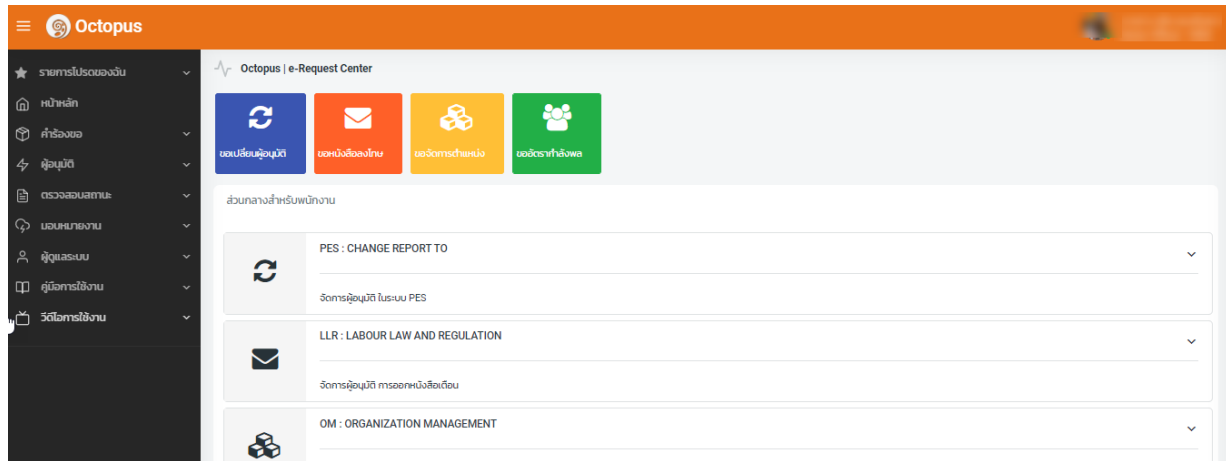 Octopus
รายการโปรดของฉัน
หน้าหลัก
คำร้องขอ
ผู้อนุมัติ
ตรวจสอบสถานะ
มอบหมายงาน
ผู้ดูแลระบบ
คู่มือการใช้งาน
วีดีโอการใช้งาน
Octopus | e-Request Center
ขอเปลี่ยนผู้อนุมัติ
ขอหนังสือลงโทษ
ขอจัดการตำแหน่ง
ขออัตรากำลังพล
ส่วนกลางสำหรับพนักงาน
PES : CHANGE REPORT TO
จัดการผู้อนุมัติ ในระบบ PES
LLR : LABOUR LAW AND REGULATION
จัดการผู้อนุมัติ การออกหนังสือเตือน
OM : ORGANIZATION MANAGEMENT